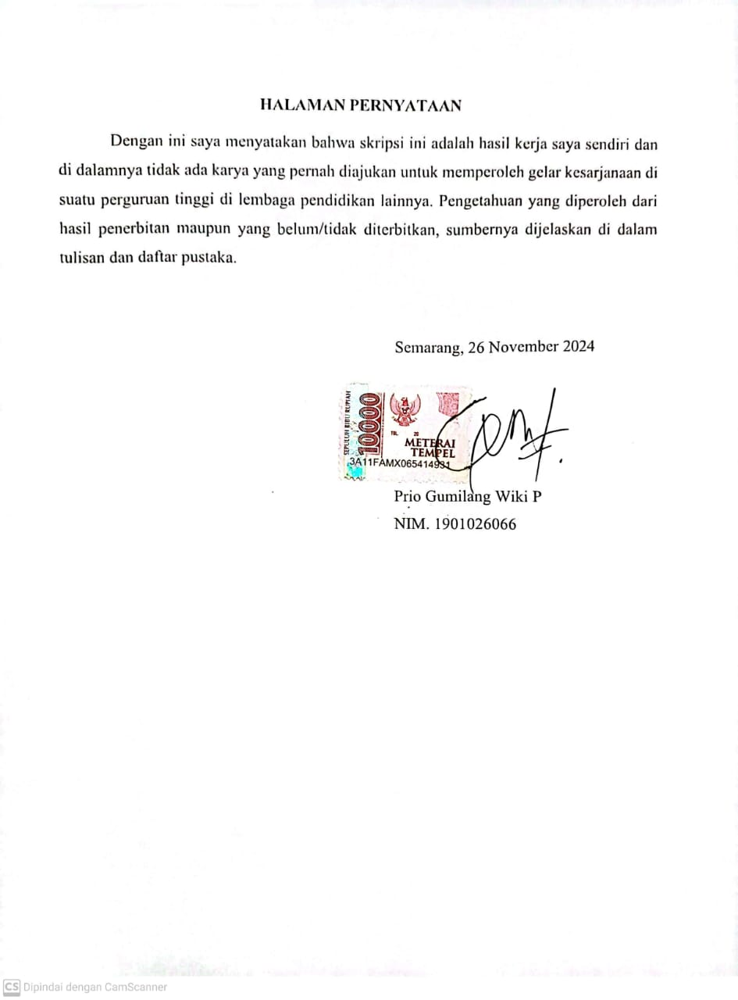 HALAMAN PERNYATAAN
Dengan ini saya menyatakan bahwa skripsi ini adalah hasil kerja saya sendiri dan
di dalamnya tidak ada karya yang pernah diajukan untuk memperoleh gelar kesarjanaan di
suatu perguruan tinggi di lembaga pendidikan lainnya. Pengetahuan yang diperoleh dari
hasil penerbitan maupun yang belum/tidak diterbitkan, sumbernya dijelaskan di dalam
tulisan dan daftar pustaka.
Semarang, 26 November 2024
SEPULUH RIBU RUPIAH
10000
TGL. 20
METERAI
TEMPEL
3A11FAMX065414931
Prio Gumilang Wiki P
NIM. 1901026066
CS Dipindai dengan CamScanner